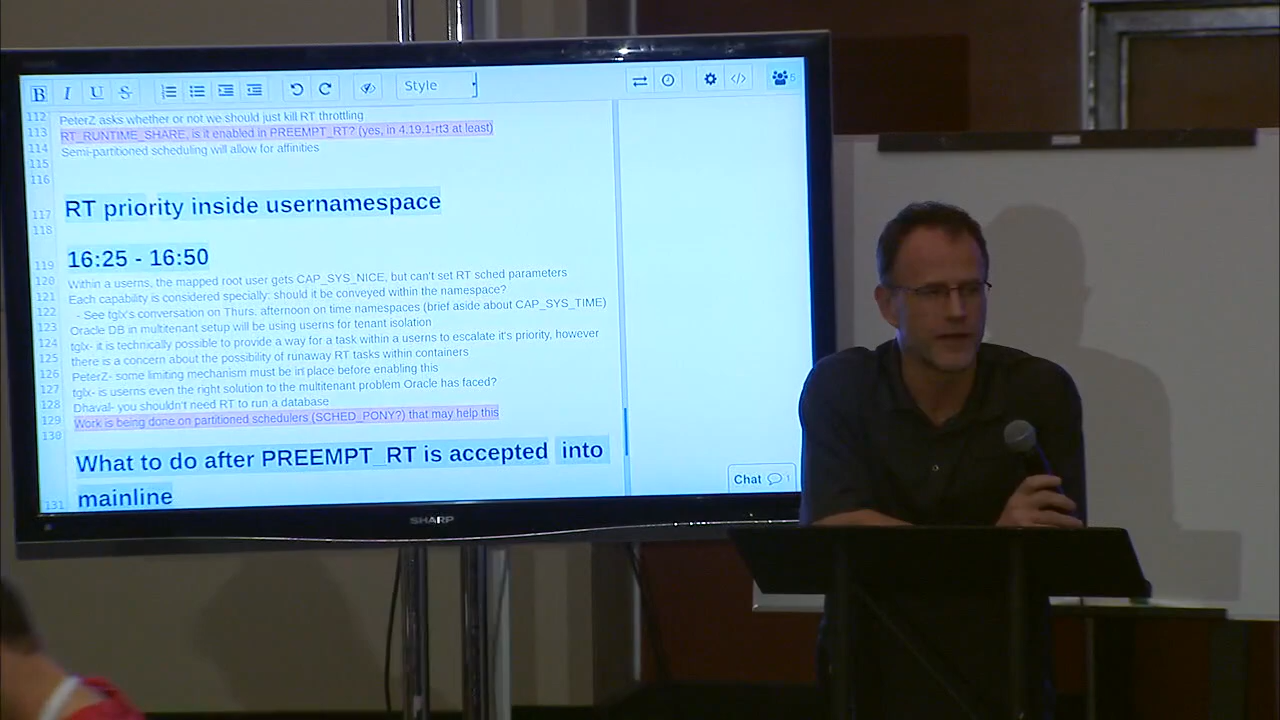 B I U S Style 6
112 PeterZ asks whether or not we should just kill RT throttling
113 RT_RUNTIME_SHARE, is it enabled in PREEMPT_RT? (yes, in 4.19.1-rt3 at least)
114 Semi-partitioned scheduling will allow for affinities
115
116
117 RT priority inside usernamespace
118
119 16:25 - 16:50
120 Within a userns, the mapped root user gets CAP_SYS_NICE, but can't set RT sched parameters
121 Each capability is considered specially: should it be conveyed within the namespace?
122 - See tglx's conversation on Thurs. afternoon on time namespaces (brief aside about CAP_SYS_TIME)
123 Oracle DB in multitenant setup will be using userns for tenant isolation
124 tglx- it is technically possible to provide a way for a task within a userns to escalate it's priority, however
125 there is a concern about the possibility of runaway RT tasks within containers
126 PeterZ- some limiting mechanism must be in place before enabling this
127 tglx- is userns even the right solution to the multitenant problem Oracle has faced?
128 Dhaval- you shouldn't need RT to run a database
129 Work is being done on partitioned schedulers (SCHED_PONY?) that may help this
130
What to do after PREEMPT_RT is accepted into
131 mainline
Chat 1
SHARP